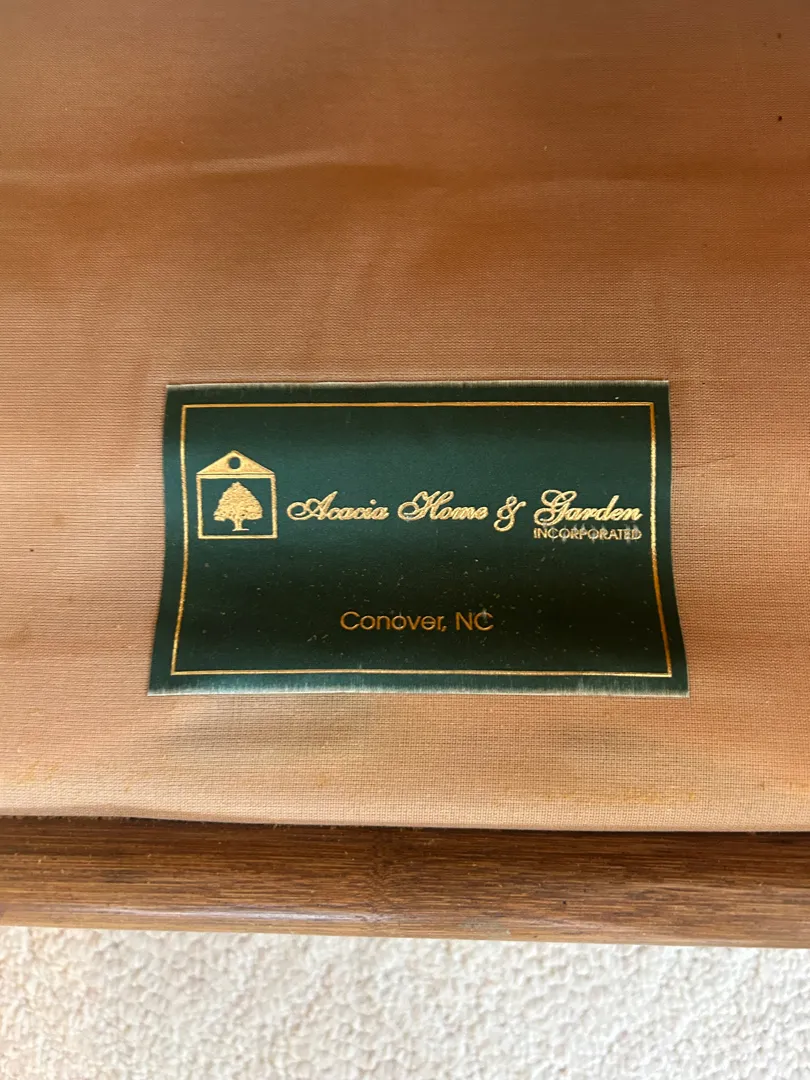 Acacia Home & Garden
INCORPORATED
Conover, NC